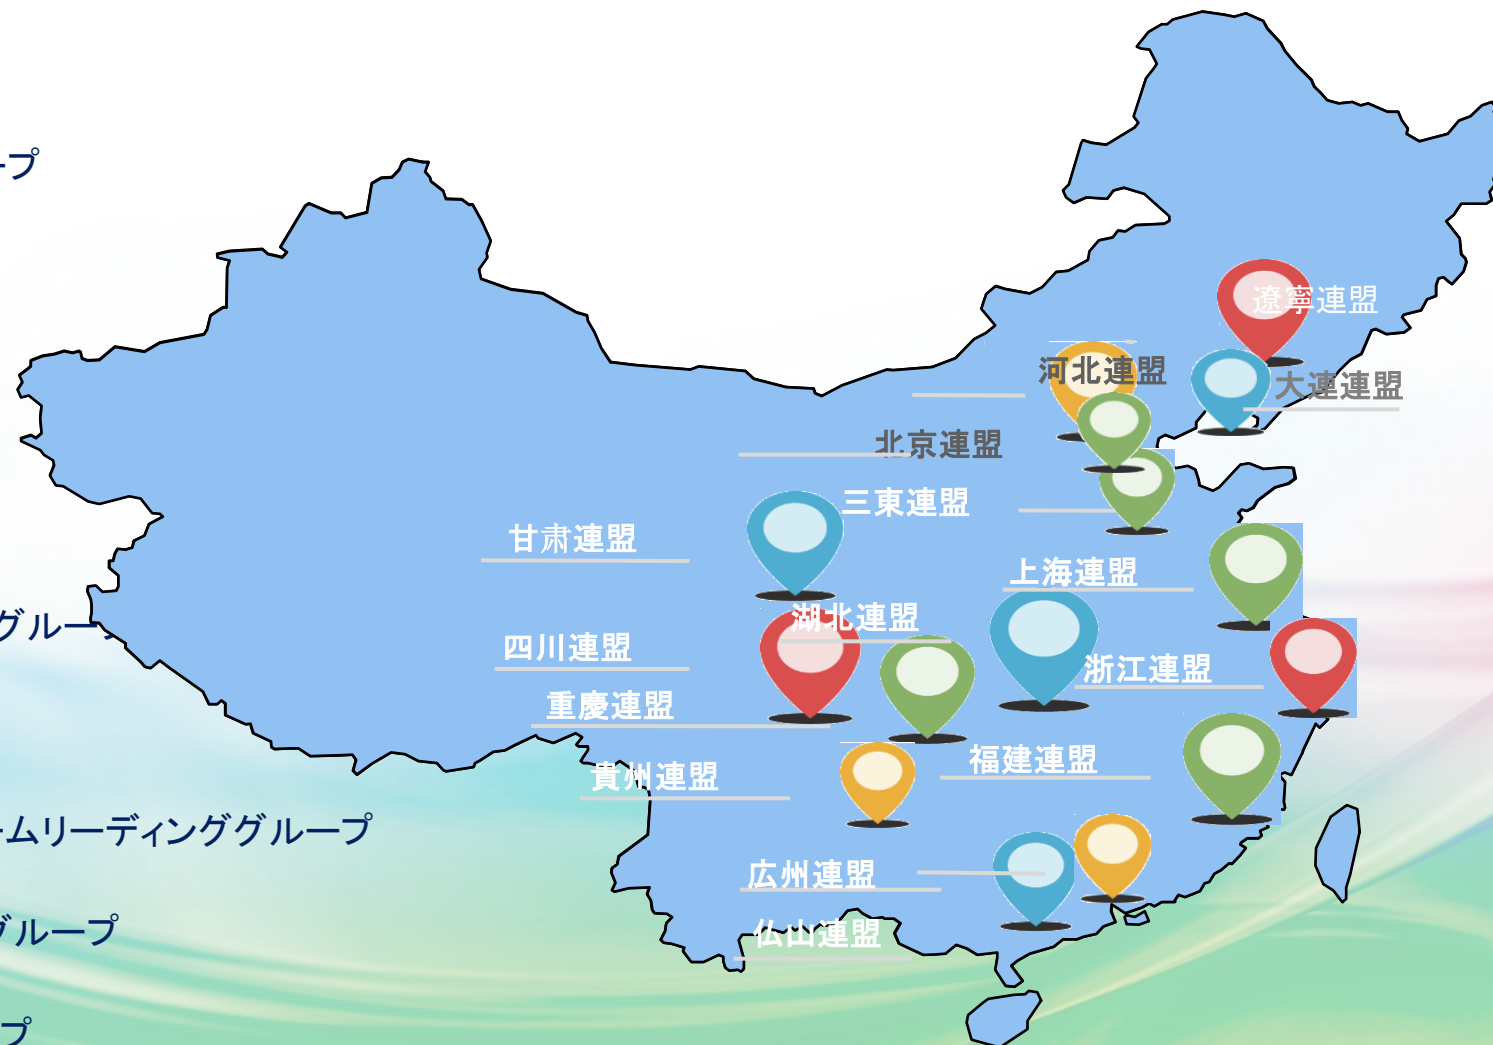 ープ
遼寧連盟
河北連盟
大連連盟
北京連盟
三東連盟
甘肃連盟
上海連盟
湖北連盟
グループ
四川連盟
浙江連盟
重慶連盟
福建連盟
貴州連盟
ームリーディンググループ
広州連盟
グループ
仏山連盟
プ